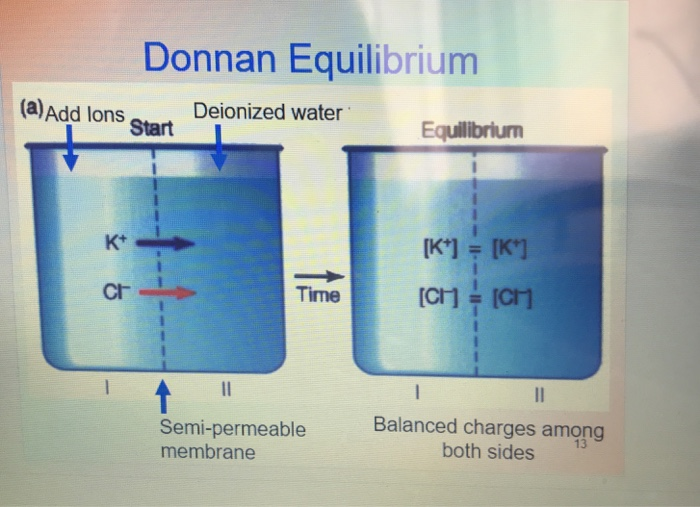 Donnan Equilibrium
(a) Add Ions
Start
Deionized water
Equilibrium
K⁺
Cl⁻
Time
[K⁺] = [K⁺]
[Cl⁻] = [Cl⁻]
I
II
I
II
Semi-permeable
membrane
Balanced charges among
both sides
13